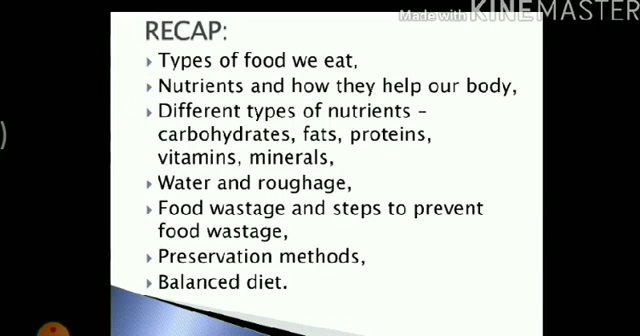 Made with KINEMASTER
RECAP:
Types of food we eat,
Nutrients and how they help our body,
Different types of nutrients –
carbohydrates, fats, proteins,
vitamins, minerals,
Water and roughage,
Food wastage and steps to prevent
food wastage,
Preservation methods,
Balanced diet.
)